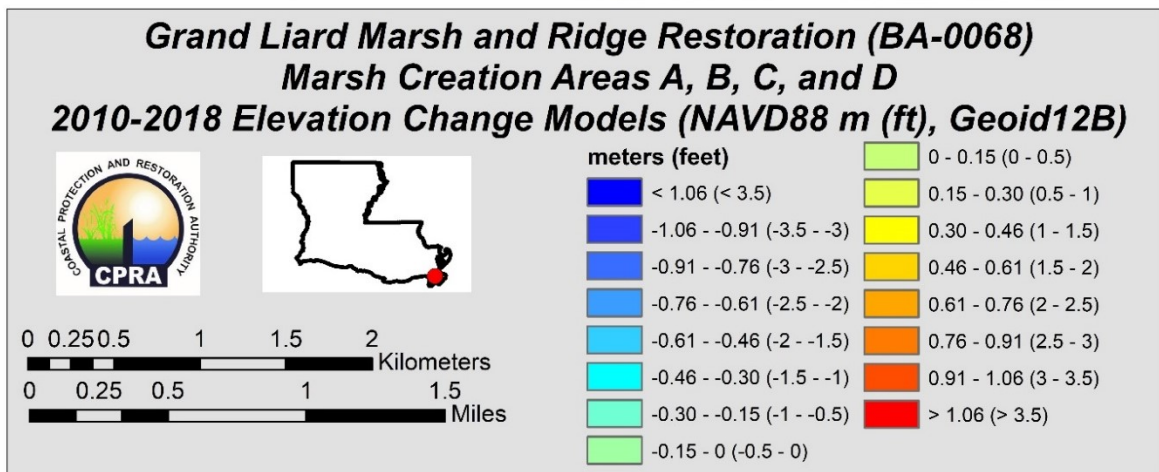 Grand Liard Marsh and Ridge Restoration (BA-0068)
Marsh Creation Areas A, B, C, and D
2010-2018 Elevation Change Models (NAVD88 m (ft), Geoid12B)
COASTAL PROTECTION AND RESTORATION AUTHORITY
CPRA
0 0.25 0.5 1 1.5 2
Kilometers
0 0.25 0.5 1 1.5
Miles
meters (feet)
< 1.06 (< 3.5)
-1.06 - -0.91 (-3.5 - -3)
-0.91 - -0.76 (-3 - -2.5)
-0.76 - -0.61 (-2.5 - -2)
-0.61 - -0.46 (-2 - -1.5)
-0.46 - -0.30 (-1.5 - -1)
-0.30 - -0.15 (-1 - -0.5)
-0.15 - 0 (-0.5 - 0)
0 - 0.15 (0 - 0.5)
0.15 - 0.30 (0.5 - 1)
0.30 - 0.46 (1 - 1.5)
0.46 - 0.61 (1.5 - 2)
0.61 - 0.76 (2 - 2.5)
0.76 - 0.91 (2.5 - 3)
0.91 - 1.06 (3 - 3.5)
> 1.06 (> 3.5)